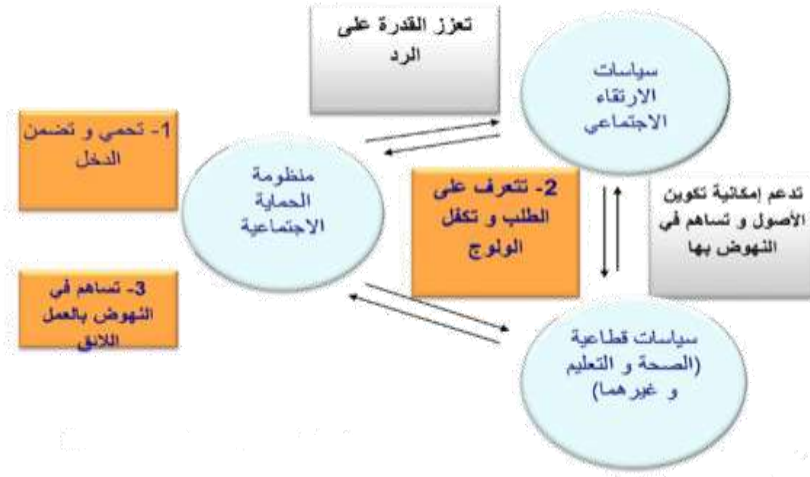 تعزز القدرة على
الرد
سياسات
الارتقاء
الاجتماعي
1- تحمي و تضمن
الدخل
منظومة
الحماية
الاجتماعية
2- تتعرف على
الطلب و تكفل
الولوج
تدعم إمكانية تكوين
الأصول و تساهم في
النهوض بها
3- تساهم في
النهوض بالعمل
اللائق
سياسات قطاعية
(الصحة و التعليم
و غيرهما)